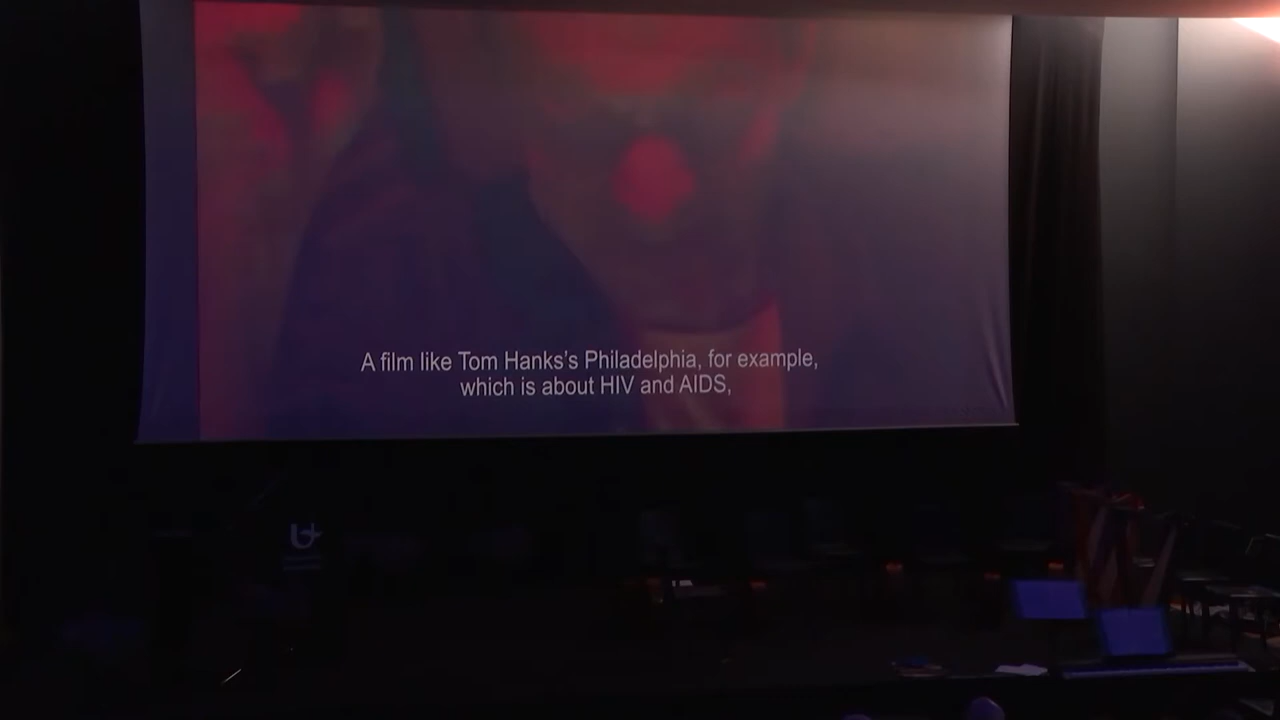 A film like Tom Hanks's Philadelphia, for example,
which is about HIV and AIDS,